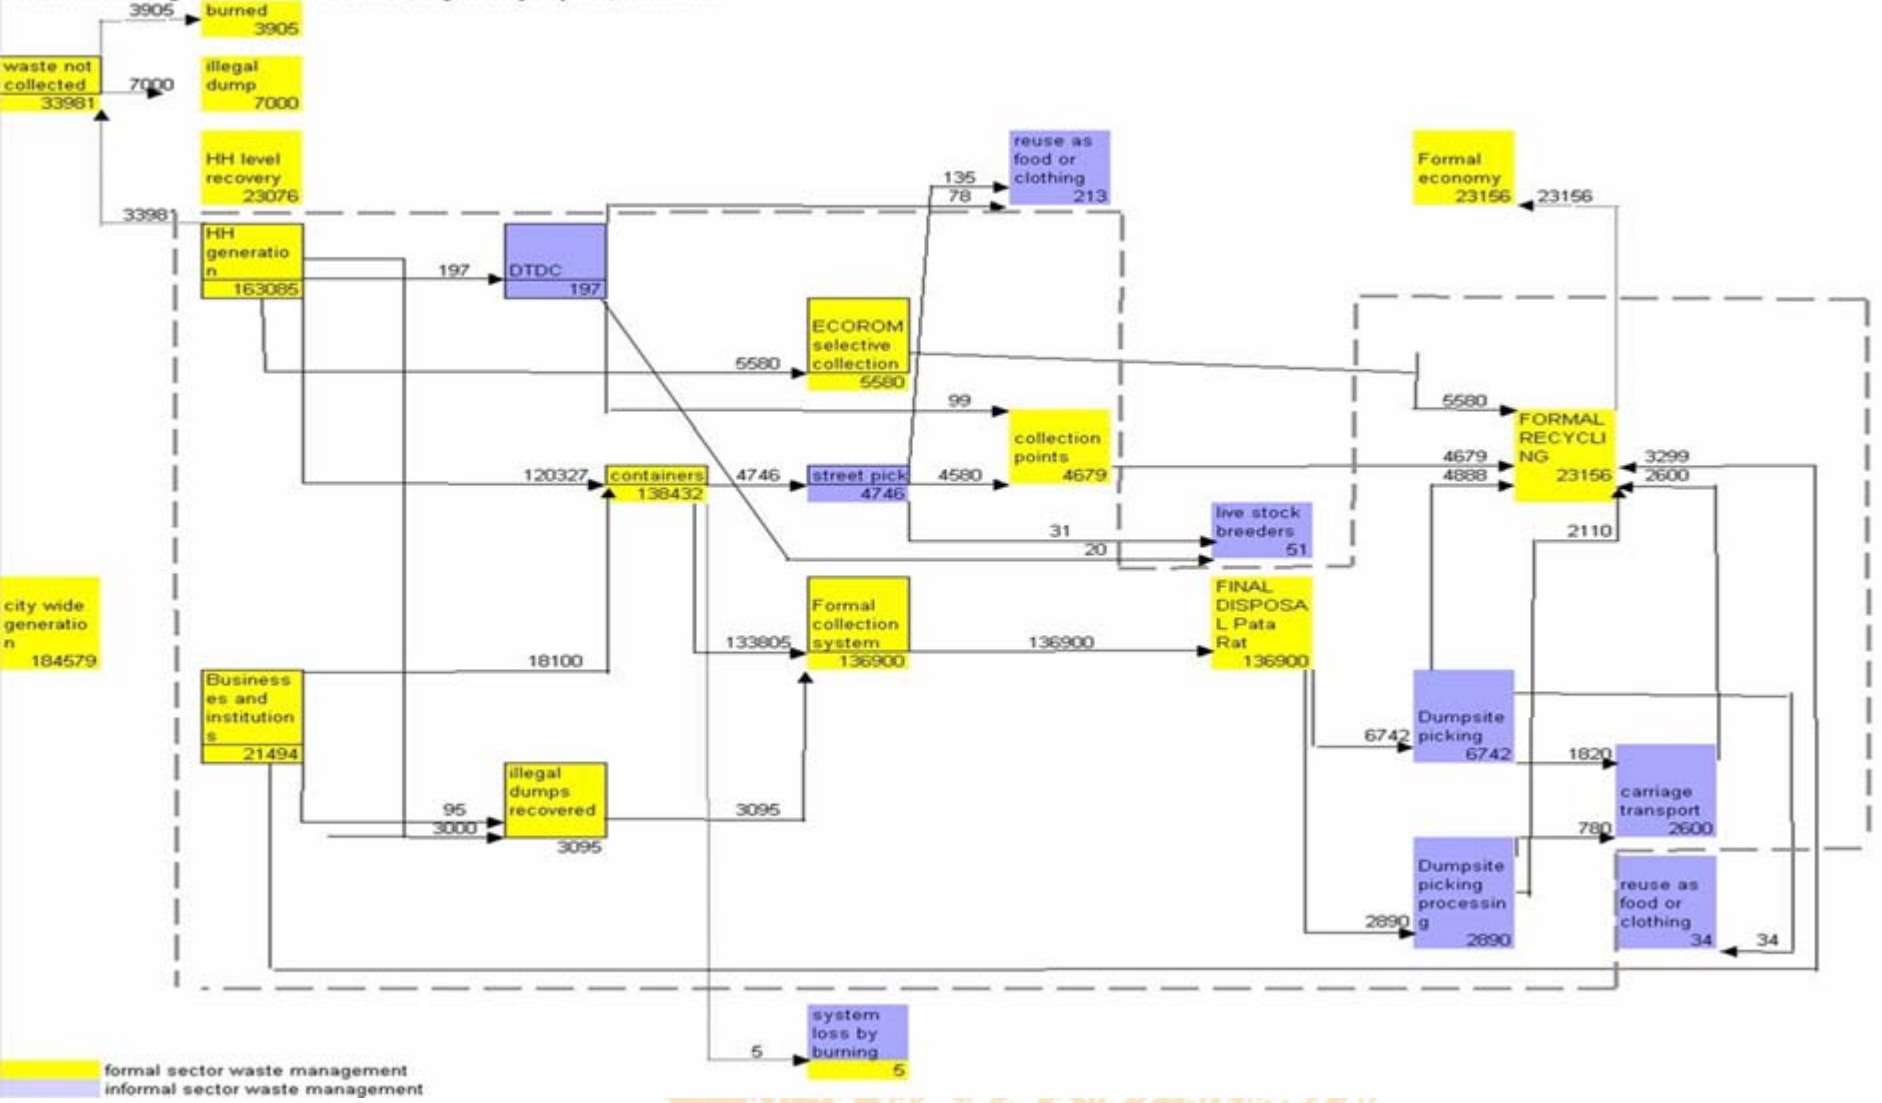 3905
burned
3905
waste not
collected
33981
7000
illegal
dump
7000
HH level
recovery
23076
33981
HH
generatio
n
163085
197
DTDC
197
135
78
reuse as
food or
clothing
213
Formal
economy
23156
23156
ECOROM
selective
collection
5580
5580
99
collection
points
4679
5580
FORMAL
RECYCLI
NG
23156
4679
4888
3299
2600
2110
120327
containers
138432
4746
street pick
4746
4580
31
20
live stock
breeders
51
city wide
generatio
n
184579
Formal
collection
system
136900
133805
136900
FINAL
DISPOSA
L Pata
Rat
136900
18100
Business
es and
institution
s
21494
95
3000
illegal
dumps
recovered
3095
3095
6742
Dumpsite
picking
6742
1820
carriage
transport
2600
780
2890
Dumpsite
picking
processin
g
2890
reuse as
food or
clothing
34
34
system
loss by
burning
5
5
formal sector waste management
informal sector waste management